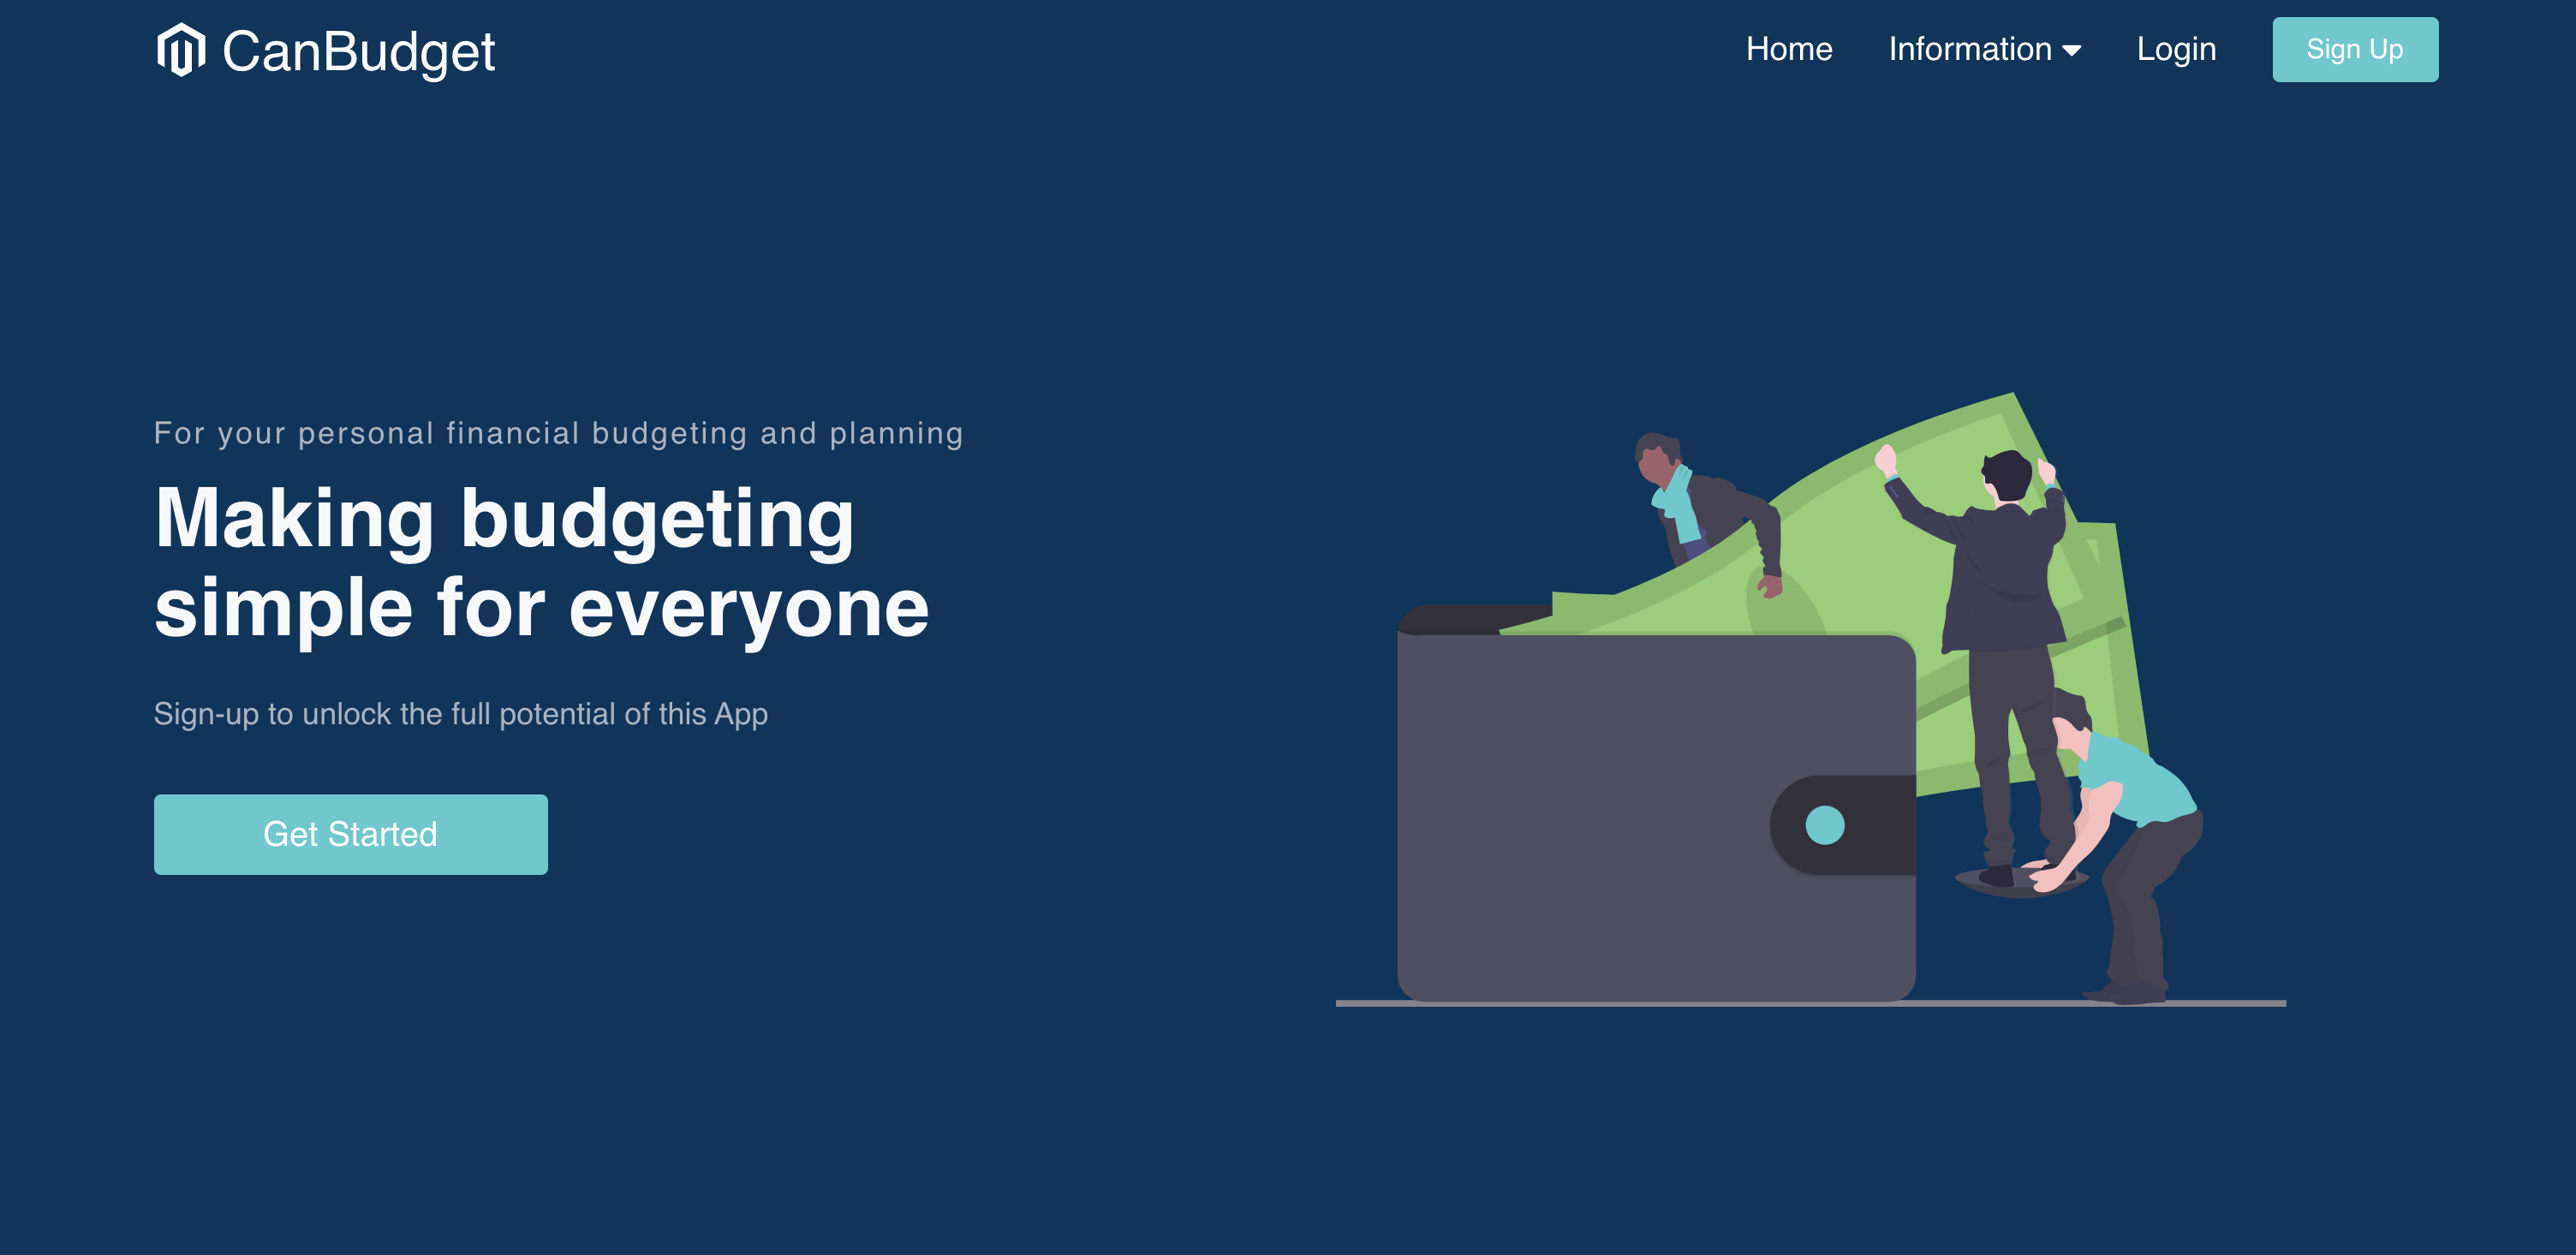 CanBudget
Home
Information
Login
Sign Up
For your personal financial budgeting and planning
Making budgeting
simple for everyone
Sign-up to unlock the full potential of this App
Get Started